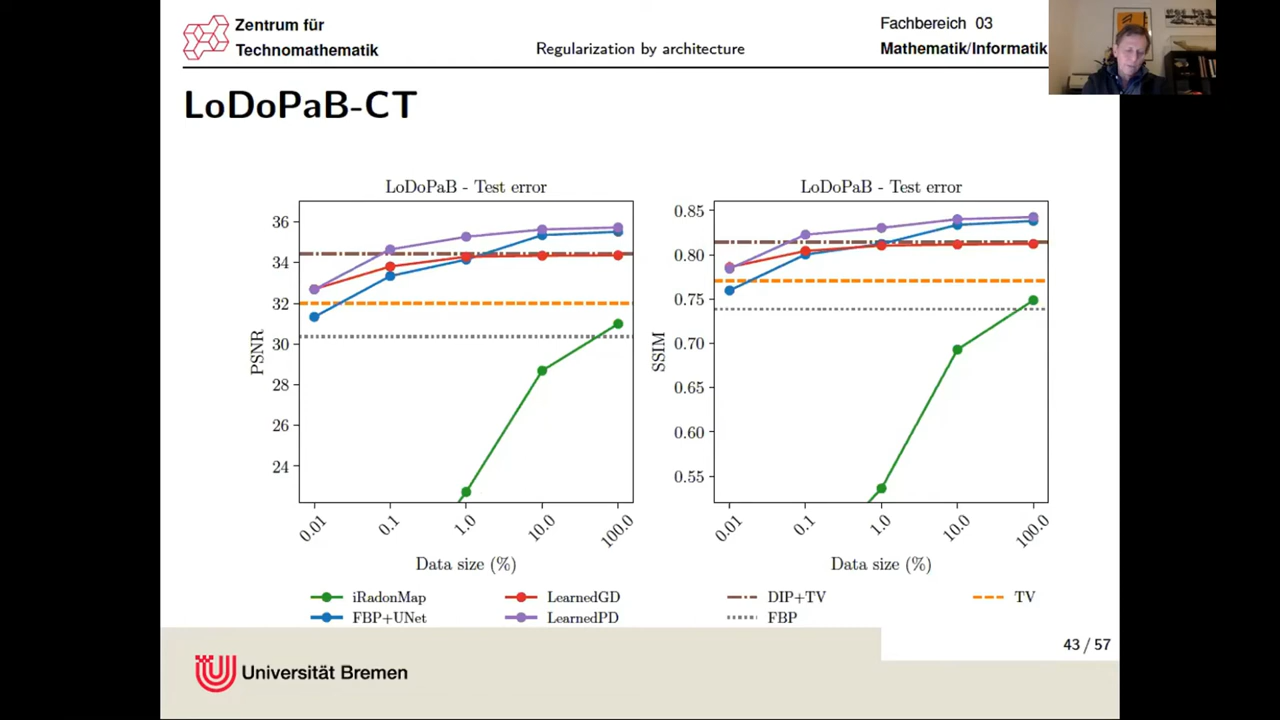 Zentrum für
Technomathematik
Regularization by architecture
Fachbereich 03
Mathematik/Informatik
LoDoPaB-CT
LoDoPaB - Test error
PSNR
36
34
32
30
28
26
24
0.01
0.1
1.0
10.0
100.0
Data size (%)
LoDoPaB - Test error
SSIM
0.85
0.80
0.75
0.70
0.65
0.60
0.55
0.01
0.1
1.0
10.0
100.0
Data size (%)
iRadonMap
LearnedGD
DIP+TV
TV
FBP+UNet
LearnedPD
FBP
43 / 57
Universität Bremen